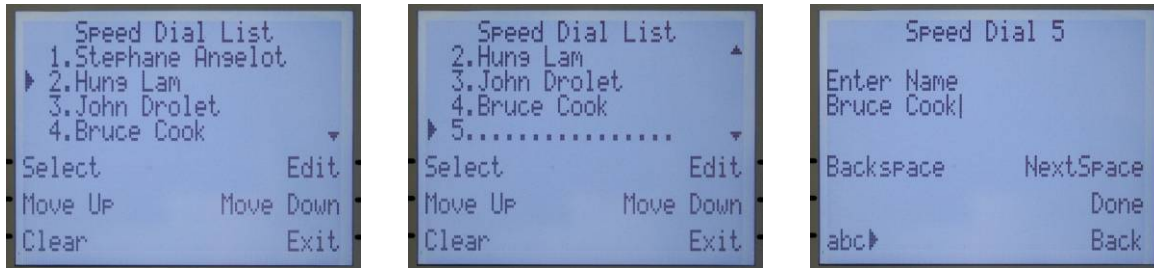 Speed Dial List
1.Stephane Angelot
2.Hung Lam
3.John Drolet
4.Bruce Cook
Select Edit
Move Up Move Down
Clear Exit
Speed Dial List
2.Hung Lam
3.John Drolet
4.Bruce Cook
5................
Select Edit
Move Up Move Down
Clear Exit
Speed Dial 5
Enter Name
Bruce Cook|
Backspace NextSpace
Done
abc Back